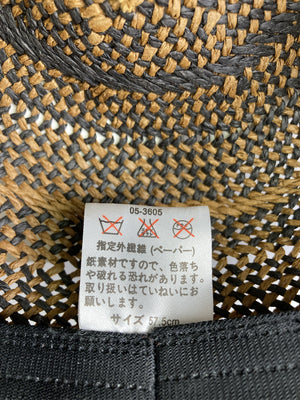 05-3605
指定外繊維 (ペーパー)
紙素材ですので、色落ち
や破れる恐れがあります。
取り扱いはていねいにお
願いします。
サイズ 57.5cm